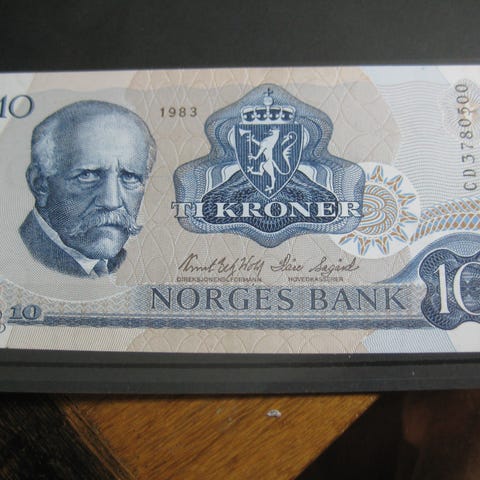 10
1983
CD3780500
TI KRONER
DIREKSJONENS FORMANN HOVEDKASSERER
NORGES BANK
10
10